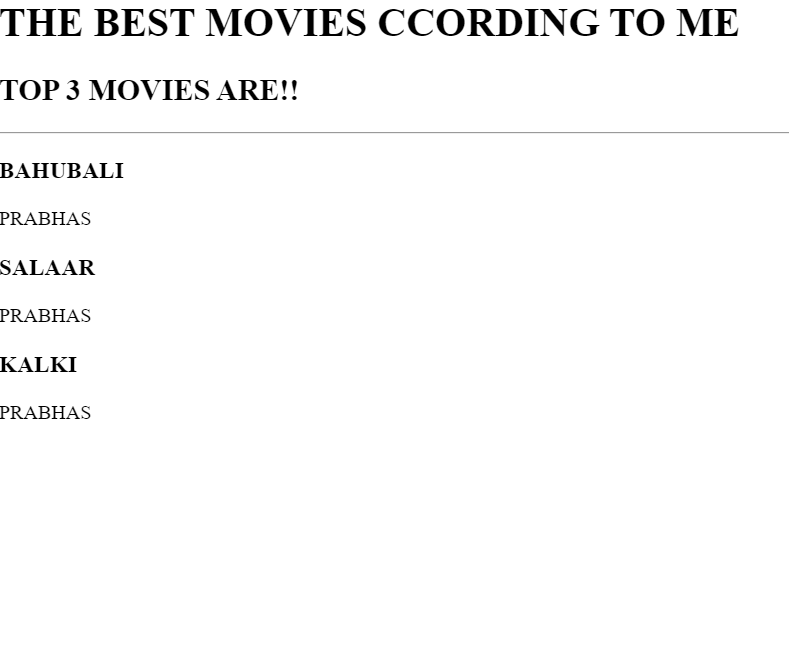 THE BEST MOVIES CCORDING TO ME
TOP 3 MOVIES ARE!!
BAHUBALI
PRABHAS
SALAAR
PRABHAS
KALKI
PRABHAS